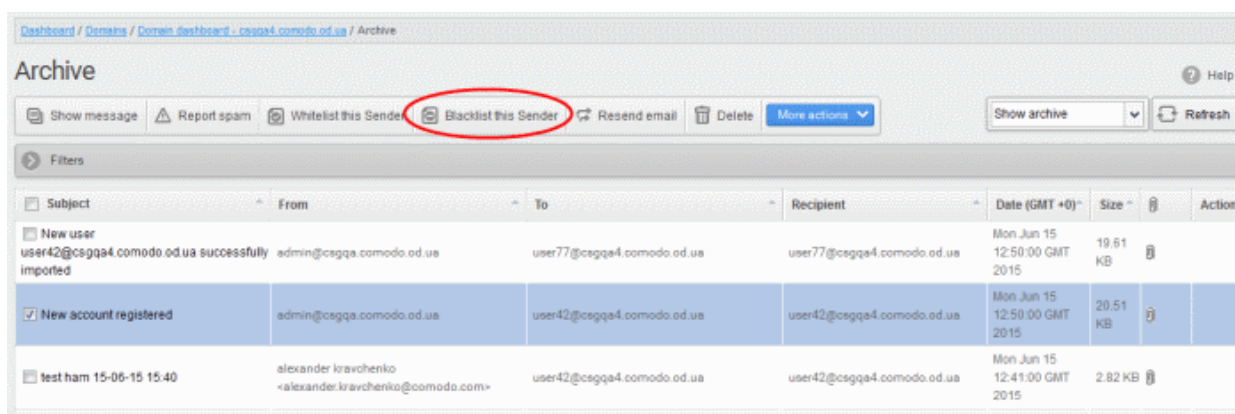 Dashboard / Domains / Domain dashboard - csgqa4.comodo.od.ua / Archive
Archive
Help
Show message Report spam Whitelist this Sender Blacklist this Sender Resend email Delete More actions Show archive Refresh
Filters
Subject From To Recipient Date (GMT +0) Size Action
New user
user42@csgqa4.comodo.od.ua successfully
imported
admin@csgqa.comodo.od.ua
user77@csgqa4.comodo.od.ua
user77@csgqa4.comodo.od.ua
Mon Jun 15
12:50:00 GMT
2015
19.61
KB
New account registered
admin@csgqa.comodo.od.ua
user42@csgqa4.comodo.od.ua
user42@csgqa4.comodo.od.ua
Mon Jun 15
12:50:00 GMT
2015
20.51
KB
test ham 15-06-15 15:40
alexander kravchenko
<alexander.kravchenko@comodo.com>
user42@csgqa4.comodo.od.ua
user42@csgqa4.comodo.od.ua
Mon Jun 15
12:41:00 GMT
2015
2.82 KB